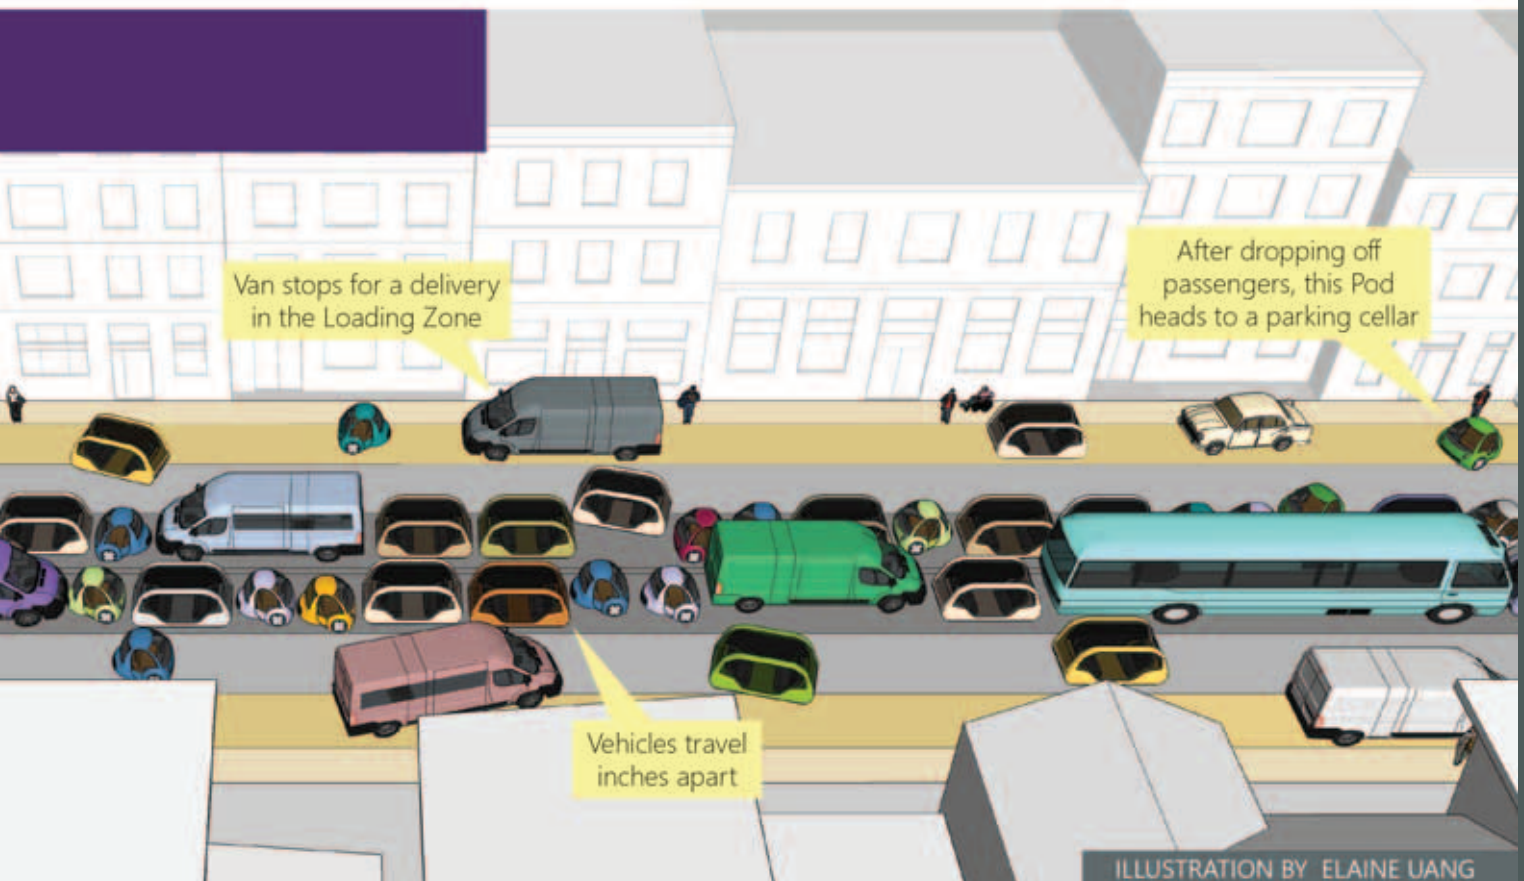 Van stops for a delivery
in the Loading Zone
After dropping off
passengers, this Pod
heads to a parking cellar
Vehicles travel
inches apart
ILLUSTRATION BY ELAINE UANG